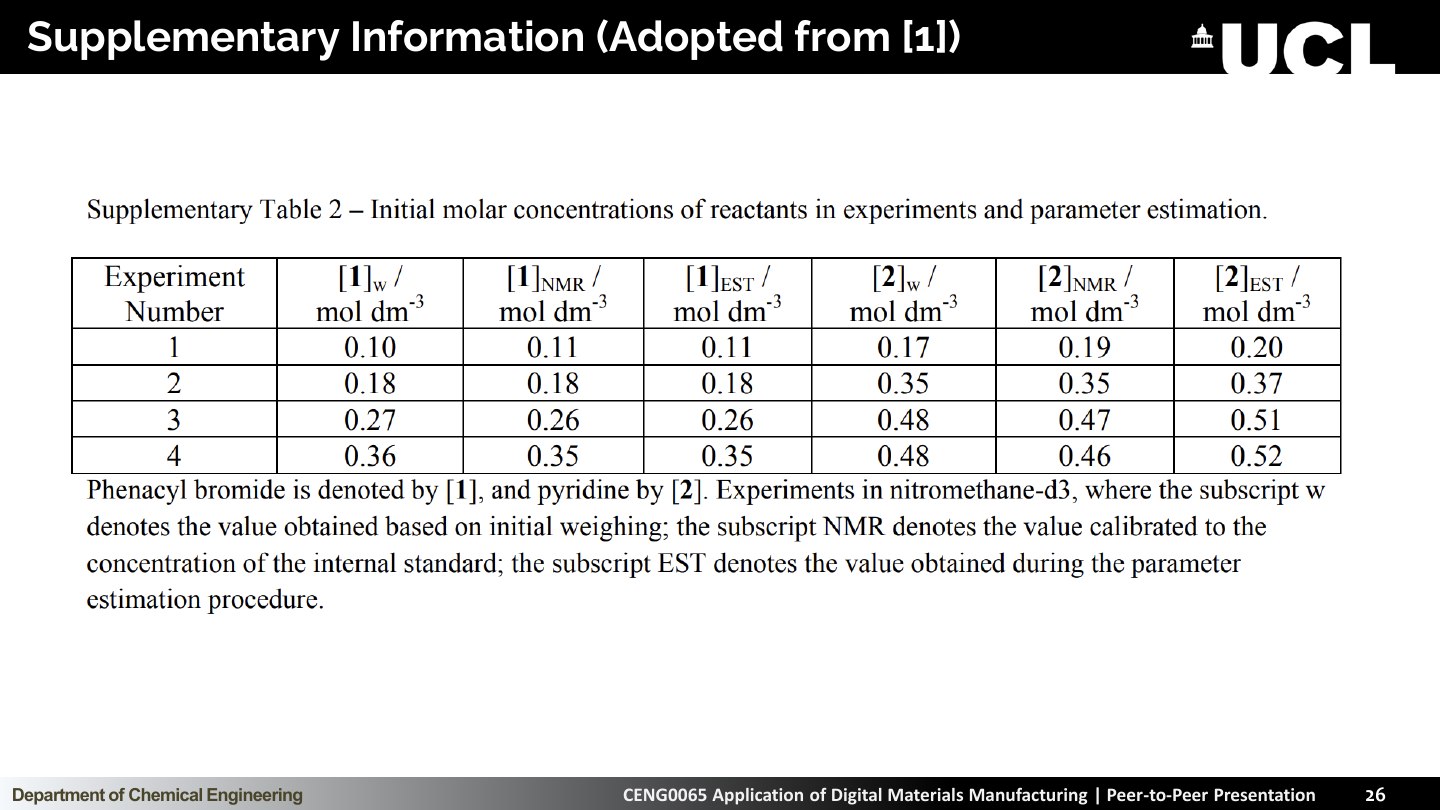 Supplementary Information (Adopted from [1])
UCL
Supplementary Table 2 – Initial molar concentrations of reactants in experiments and parameter estimation.
Experiment Number | [1]w / mol dm-3 | [1]NMR / mol dm-3 | [1]EST / mol dm-3 | [2]w / mol dm-3 | [2]NMR / mol dm-3 | [2]EST / mol dm-3
1 | 0.10 | 0.11 | 0.11 | 0.17 | 0.19 | 0.20
2 | 0.18 | 0.18 | 0.18 | 0.35 | 0.35 | 0.37
3 | 0.27 | 0.26 | 0.26 | 0.48 | 0.47 | 0.51
4 | 0.36 | 0.35 | 0.35 | 0.48 | 0.46 | 0.52
Phenacyl bromide is denoted by [1], and pyridine by [2]. Experiments in nitromethane-d3, where the subscript w
denotes the value obtained based on initial weighing; the subscript NMR denotes the value calibrated to the
concentration of the internal standard; the subscript EST denotes the value obtained during the parameter
estimation procedure.
Department of Chemical Engineering
CENG0065 Application of Digital Materials Manufacturing | Peer-to-Peer Presentation
26